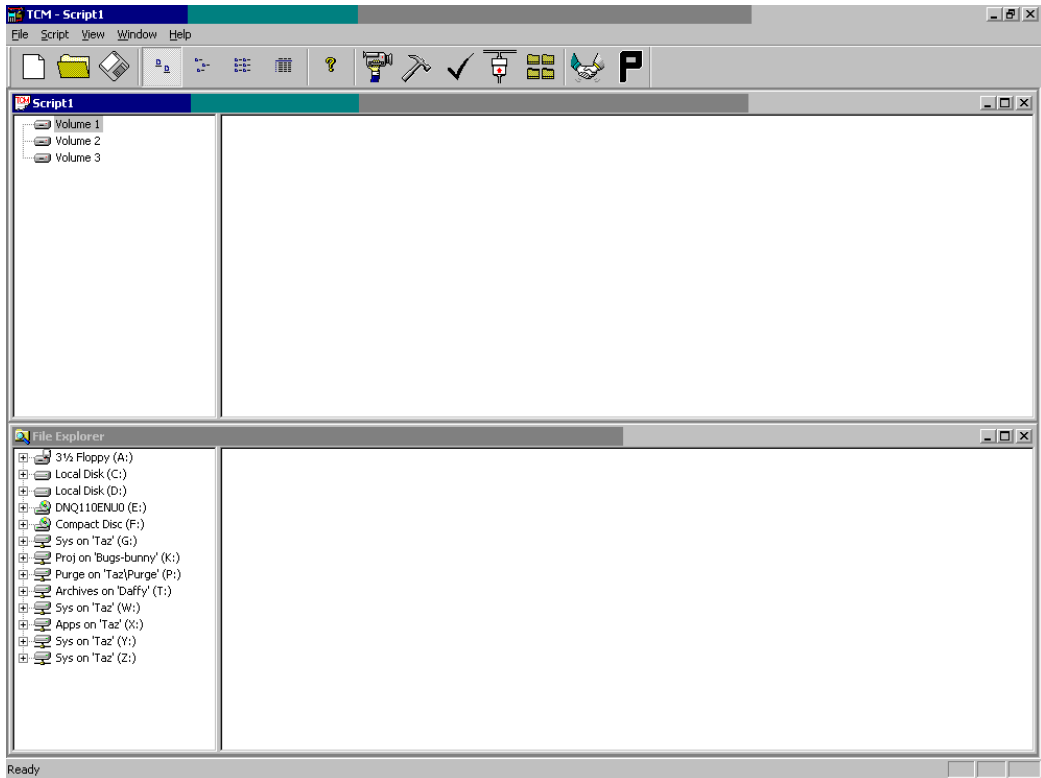 TCM - Script1
File Script View Window Help
Script1
Volume 1
Volume 2
Volume 3
File Explorer
3½ Floppy (A:)
Local Disk (C:)
Local Disk (D:)
DNQ110ENU0 (E:)
Compact Disc (F:)
Sys on 'Taz' (G:)
Proj on 'Bugs-bunny' (K:)
Purge on 'Taz\Purge' (P:)
Archives on 'Daffy' (T:)
Sys on 'Taz' (W:)
Apps on 'Taz' (X:)
Sys on 'Taz' (Y:)
Sys on 'Taz' (Z:)
Ready